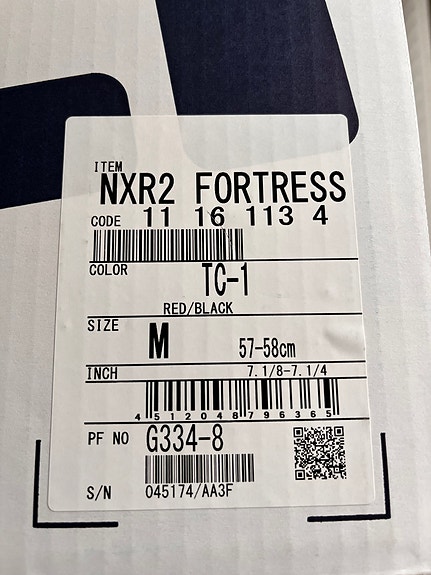 ITEM
NXR2 FORTRESS
CODE 11 16 113 4
COLOR TC-1
RED/BLACK
SIZE M 57-58cm
INCH 7.1/8-7.1/4
4 512048 796365
PF NO G334-8
S/N 045174/AA3F